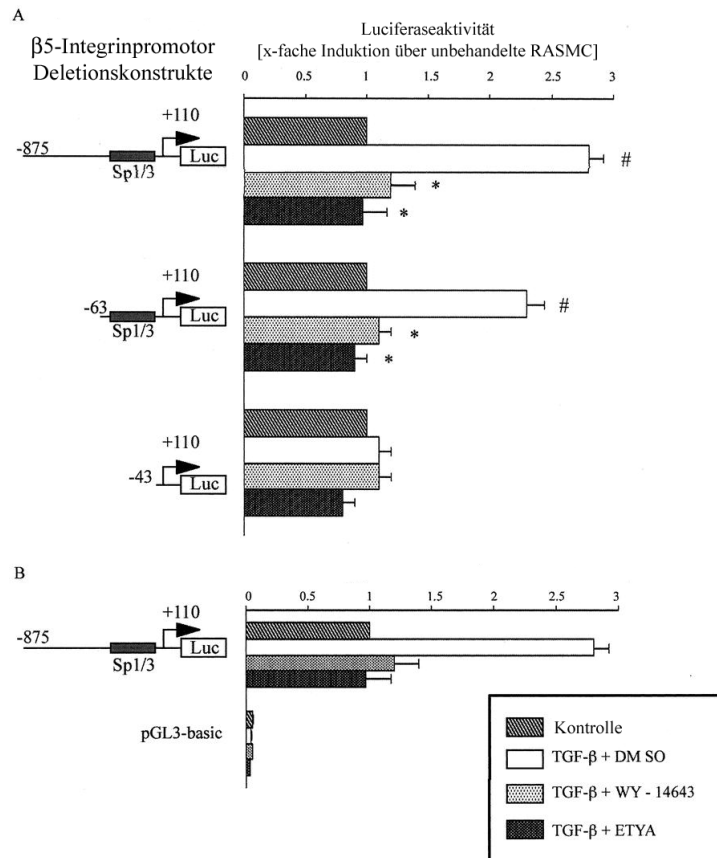 A
β5-Integrinpromotor
Deletionskonstrukte
Luciferaseaktivität
[x-fache Induktion über unbehandelte RASMC]
0 0.5 1 1.5 2 2.5 3
-875
+110
Sp1/3
Luc
#
*
*
-63
+110
Sp1/3
Luc
#
*
*
-43
+110
Luc
B
0 0.5 1 1.5 2 2.5 3
-875
+110
Sp1/3
Luc
pGL3-basic
Kontrolle
TGF-β + DM SO
TGF-β + WY - 14643
TGF-β + ETYA